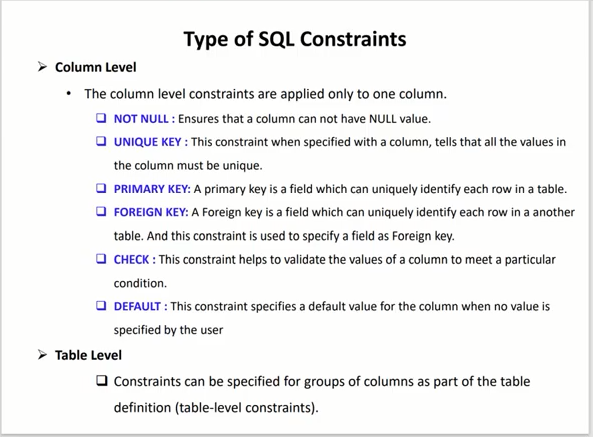 Type of SQL Constraints
➢ Column Level
• The column level constraints are applied only to one column.
❑ NOT NULL : Ensures that a column can not have NULL value.
❑ UNIQUE KEY : This constraint when specified with a column, tells that all the values in
the column must be unique.
❑ PRIMARY KEY: A primary key is a field which can uniquely identify each row in a table.
❑ FOREIGN KEY: A Foreign key is a field which can uniquely identify each row in a another
table. And this constraint is used to specify a field as Foreign key.
❑ CHECK : This constraint helps to validate the values of a column to meet a particular
condition.
❑ DEFAULT : This constraint specifies a default value for the column when no value is
specified by the user
➢ Table Level
❑ Constraints can be specified for groups of columns as part of the table
definition (table-level constraints).